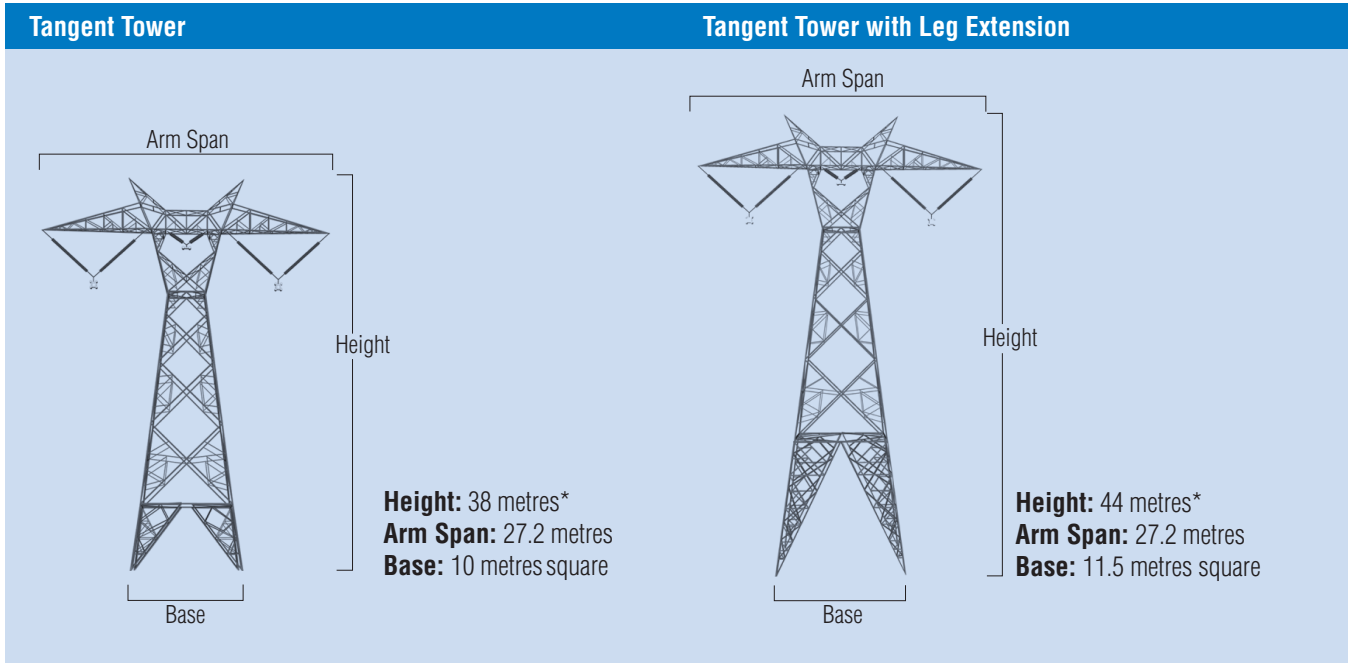 Tangent Tower
Arm Span
Height
Height: 38 metres*
Arm Span: 27.2 metres
Base: 10 metres square
Base
Tangent Tower with Leg Extension
Arm Span
Height
Height: 44 metres*
Arm Span: 27.2 metres
Base: 11.5 metres square
Base